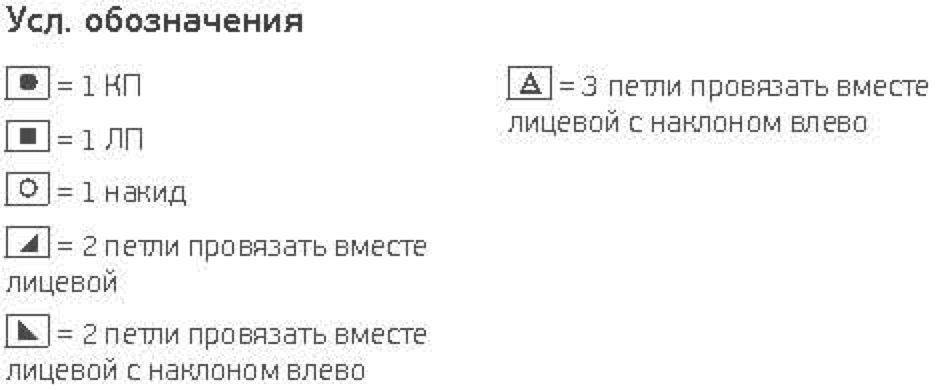 Усл. обозначения
= 1 КП
= 1 ЛП
= 1 накид
= 2 петли провязать вместе
лицевой
= 2 петли провязать вместе
лицевой с наклоном влево
= 3 петли провязать вместе
лицевой с наклоном влево